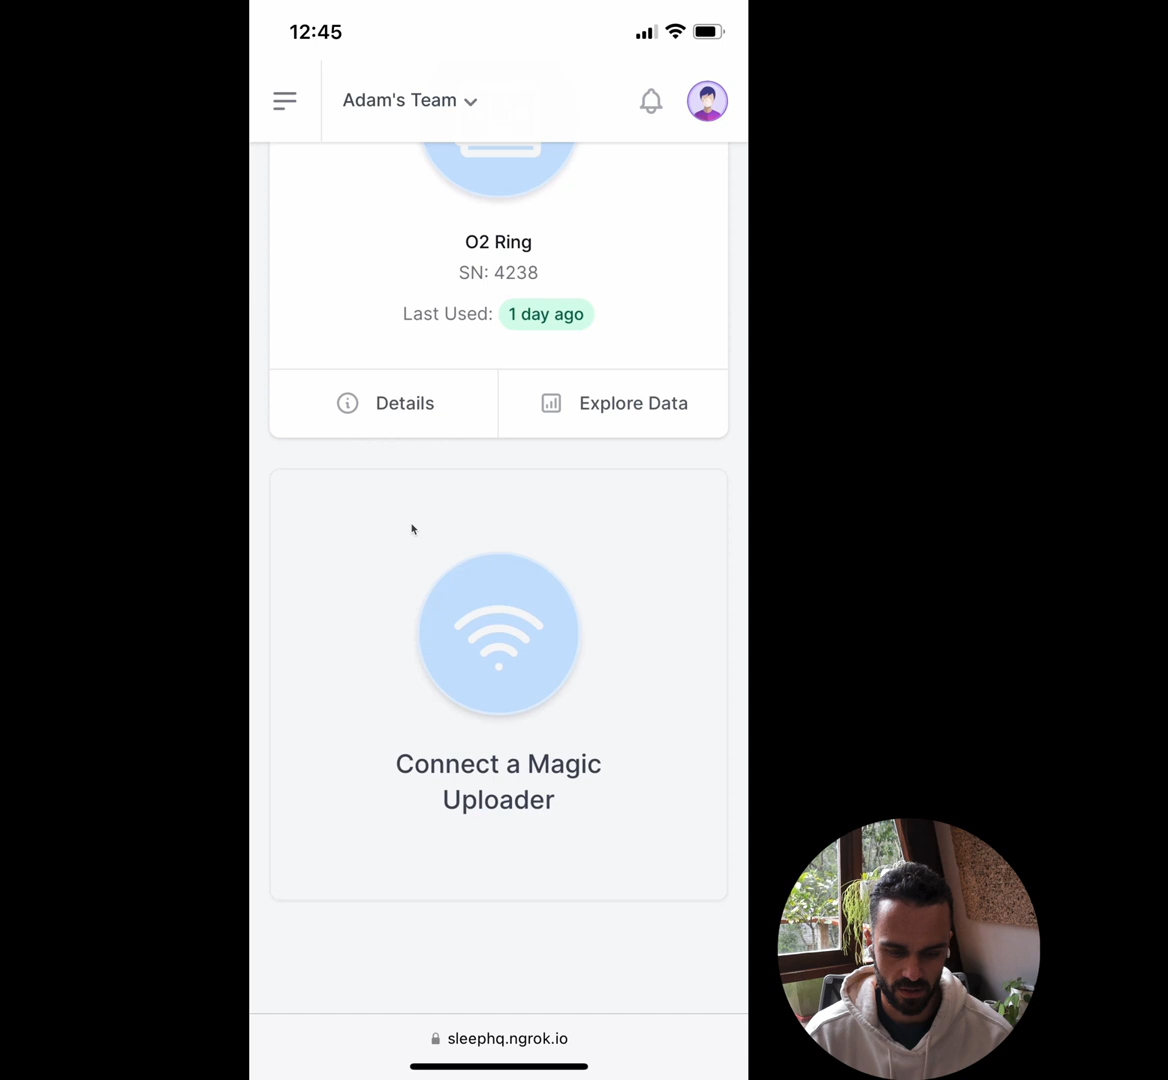 12:45
Adam's Team
O2 Ring
SN: 4238
Last Used: 1 day ago
Details
Explore Data
Connect a Magic
Uploader
sleephq.ngrok.io